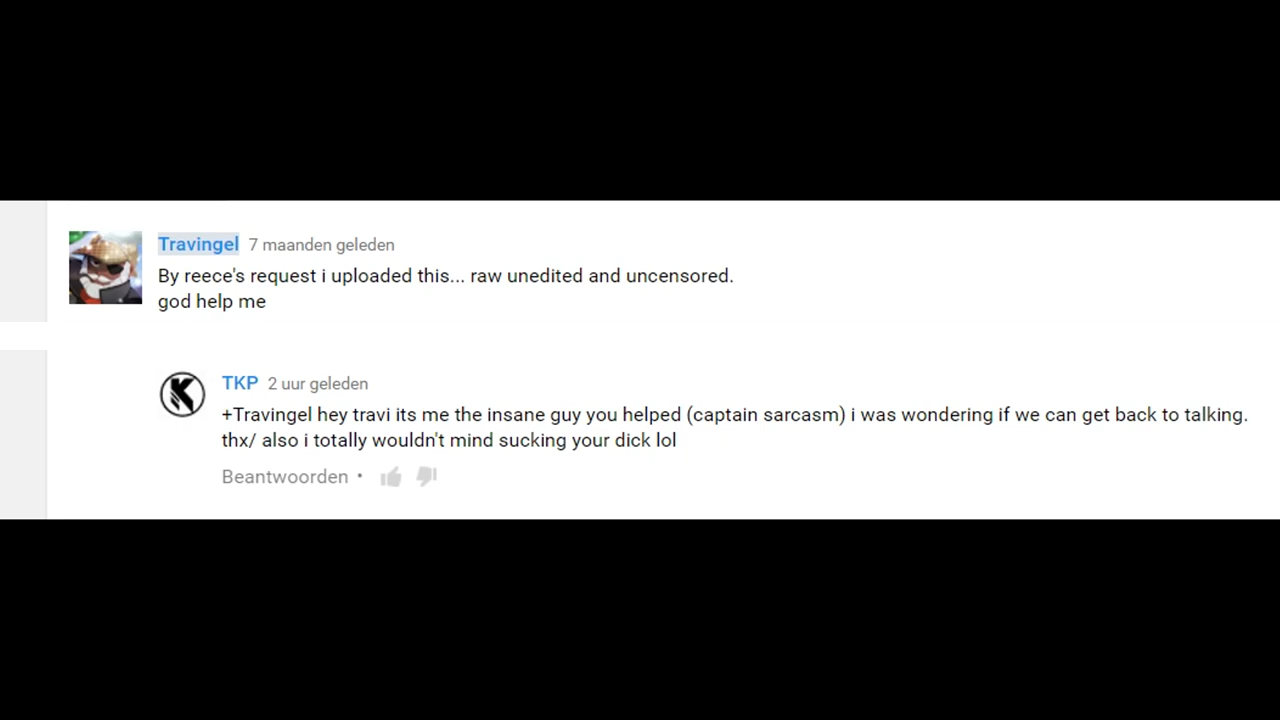 Travingel 7 maanden geleden
By reece's request i uploaded this... raw unedited and uncensored.
god help me
TKP 2 uur geleden
+Travingel hey travi its me the insane guy you helped (captain sarcasm) i was wondering if we can get back to talking.
thx/ also i totally wouldn't mind sucking your dick lol
Beantwoorden •